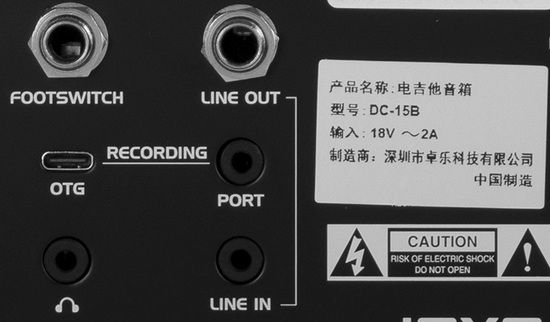 FOOTSWITCH
LINE OUT
OTG
RECORDING
PORT
LINE IN
产品名称: 电吉他音箱
型号: DC-15B
输入: 18V ～2A
制造商: 深圳市卓乐科技有限公司
中国制造
CAUTION
RISK OF ELECTRIC SHOCK
DO NOT OPEN